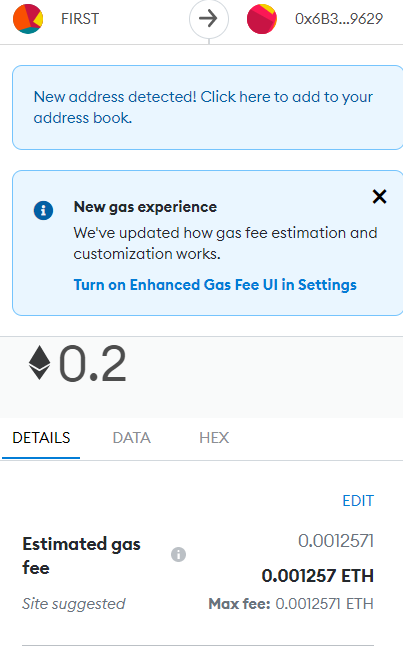 FIRST
0x6B3...9629
New address detected! Click here to add to your
address book.
New gas experience
We've updated how gas fee estimation and
customization works.
Turn on Enhanced Gas Fee UI in Settings
0.2
DETAILS DATA HEX
EDIT
Estimated gas
fee
0.0012571
0.001257 ETH
Site suggested
Max fee: 0.0012571 ETH